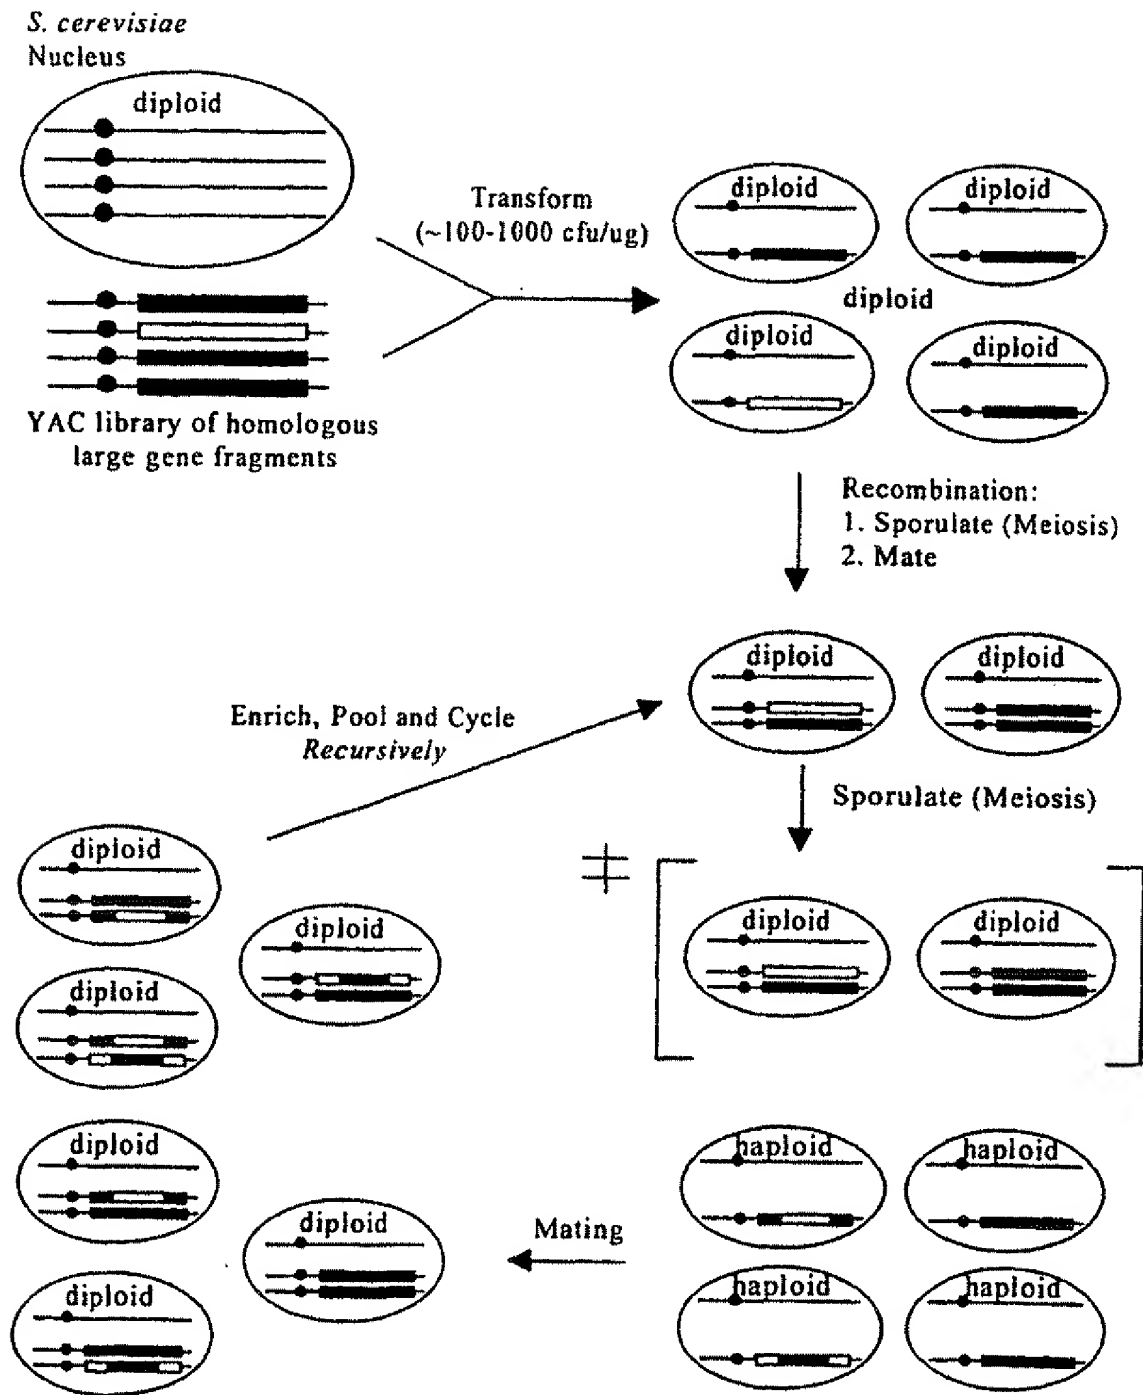 S. cerevisiae
Nucleus
diploid
Transform
(~100-1000 cfu/ug)
diploid
diploid
diploid
diploid
diploid
YAC library of homologous
large gene fragments
Recombination:
1. Sporulate (Meiosis)
2. Mate
diploid
diploid
Enrich, Pool and Cycle
Recursively
Sporulate (Meiosis)
diploid
diploid
diploid
diploid
diploid
haploid
haploid
diploid
diploid
Mating
diploid
haploid
haploid